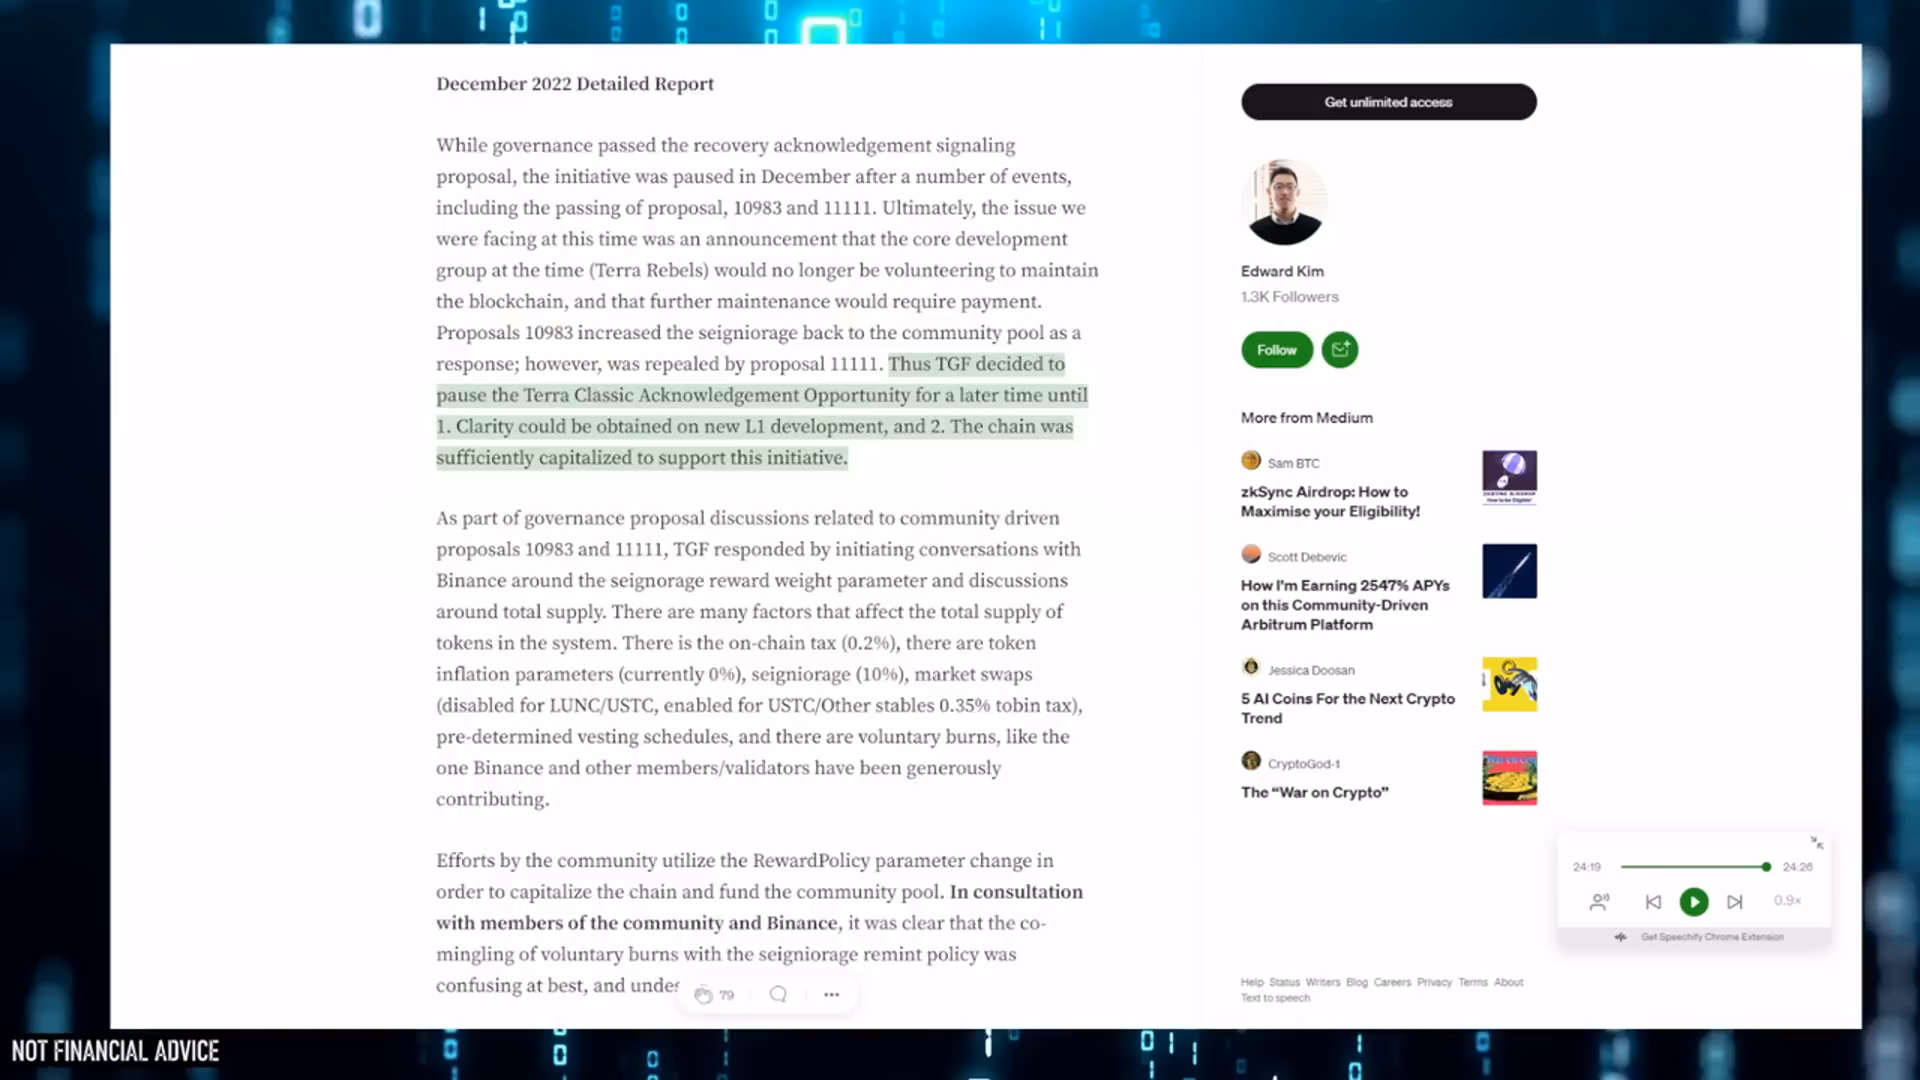 December 2022 Detailed Report
While governance passed the recovery acknowledgement signaling
proposal, the initiative was paused in December after a number of events,
including the passing of proposal, 10983 and 11111. Ultimately, the issue we
were facing at this time was an announcement that the core development
group at the time (Terra Rebels) would no longer be volunteering to maintain
the blockchain, and that further maintenance would require payment.
Proposals 10983 increased the seigniorage back to the community pool as a
response; however, was repealed by proposal 11111. Thus TGF decided to
pause the Terra Classic Acknowledgement Opportunity for a later time until
1. Clarity could be obtained on new L1 development, and 2. The chain was
sufficiently capitalized to support this initiative.
As part of governance proposal discussions related to community driven
proposals 10983 and 11111, TGF responded by initiating conversations with
Binance around the seignorage reward weight parameter and discussions
around total supply. There are many factors that affect the total supply of
tokens in the system. There is the on-chain tax (0.2%), there are token
inflation parameters (currently 0%), seigniorage (10%), market swaps
(disabled for LUNC/USTC, enabled for USTC/Other stables 0.35% tobin tax),
pre-determined vesting schedules, and there are voluntary burns, like the
one Binance and other members/validators have been generously
contributing.
Efforts by the community utilize the RewardPolicy parameter change in
order to capitalize the chain and fund the community pool. In consultation
with members of the community and Binance, it was clear that the co-
mingling of voluntary burns with the seigniorage remint policy was
confusing at best, and undes
79
Get unlimited access
Edward Kim
1.3K Followers
Follow
More from Medium
Sam BTC
zkSync Airdrop: How to
Maximise your Eligibility!
Scott Debevic
How I'm Earning 2547% APYs
on this Community-Driven
Arbitrum Platform
Jessica Doosan
5 AI Coins For the Next Crypto
Trend
CryptoGod-1
The “War on Crypto”
24:19
24:26
0.9×
Get Speechify Chrome Extension
Help Status Writers Blog Careers Privacy Terms About
Text to speech
NOT FINANCIAL ADVICE